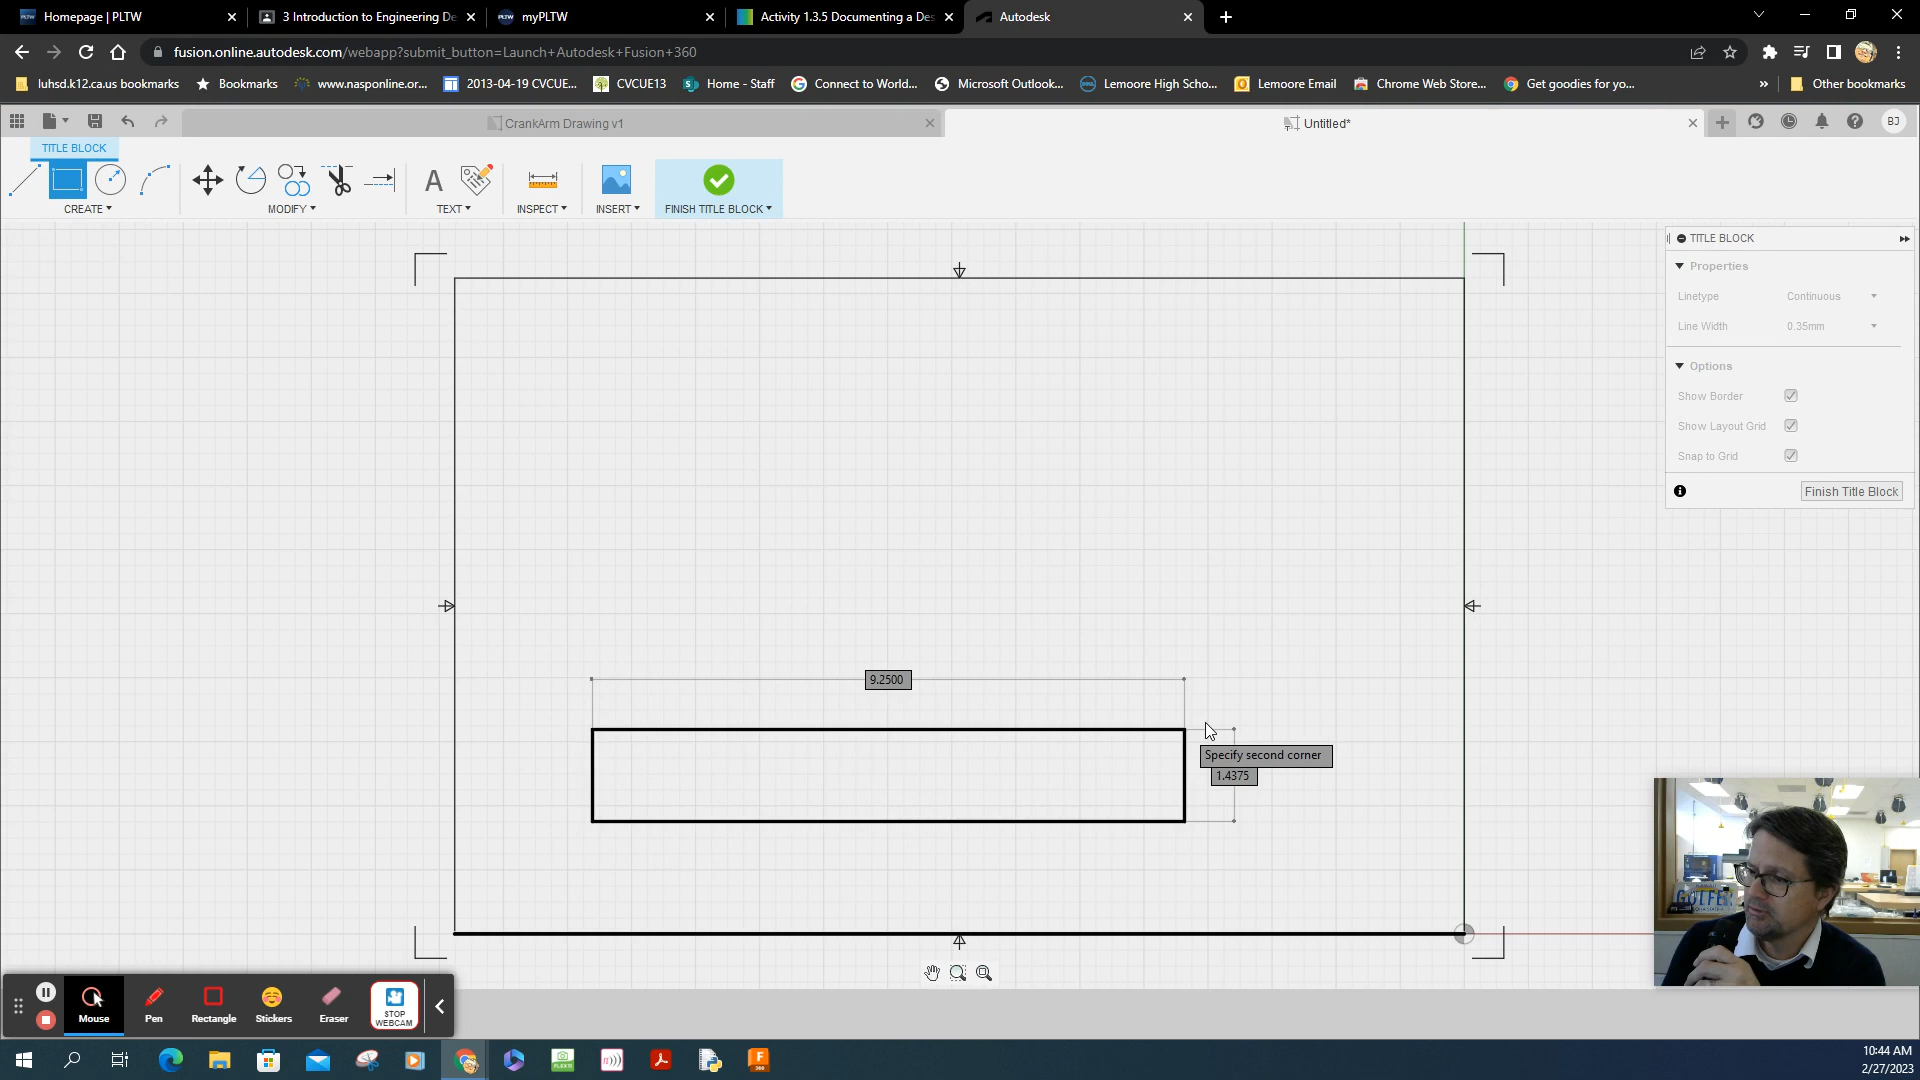 Homepage | PLTW
3 Introduction to Engineering De
myPLTW
Activity 1.3.5 Documenting a Des
Autodesk
fusion.online.autodesk.com/webapp?submit_button=Launch+Autodesk+Fusion+360
luhsd.k12.ca.us bookmarks
Bookmarks
www.nasponline.or...
2013-04-19 CVCUE...
CVCUE13
Home - Staff
Connect to World...
Microsoft Outlook...
Lemoore High Scho...
Lemoore Email
Chrome Web Store...
Get goodies for yo...
Other bookmarks
CrankArm Drawing v1
Untitled*
BJ
TITLE BLOCK
CREATE
MODIFY
TEXT
INSPECT
INSERT
FINISH TITLE BLOCK
TITLE BLOCK
Properties
Linetype Continuous
Line Width 0.35mm
Options
Show Border
Show Layout Grid
Snap to Grid
Finish Title Block
9.2500
Specify second corner
1.4375
Mouse
Pen
Rectangle
Stickers
Eraser
STOP
WEBCAM
10:44 AM
2/27/2023